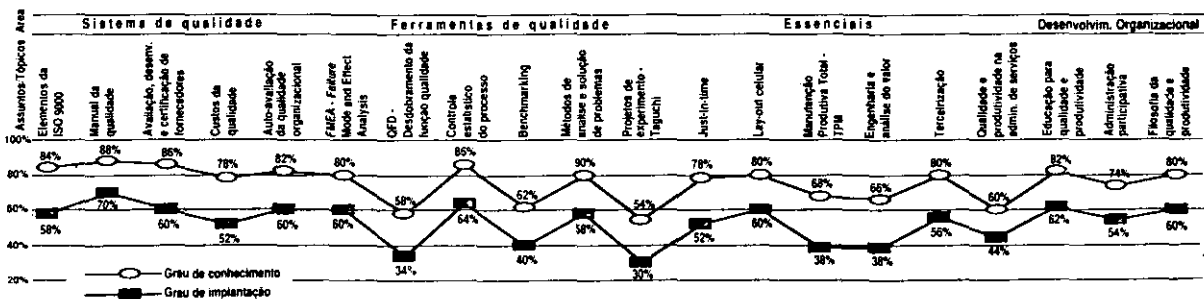 Area
Sistema de qualidade
Ferramentas de qualidade
Essenciais
Desenvolvim. Organizacional
Assuntos-Tópicos
Elementos da
ISO 9000
Manual da
qualidade
Avaliação, desenv.
e certificação de
fornecedores
Custos da
qualidade
Auto-avaliação
da qualidade
organizacional
FMEA - Feiture
Mode and Effect
Analysis
QFD -
Desdobramento da
função qualidade
Controle
estatístico
do processo
Benchmarking
Métodos de
análise e solução
de problemas
Projetos de
experimento -
Taguchi
Just-in-time
Lay-out celular
Manutnção
Produtiva Total -
TPM
Engenharia e
análise do valor
Terceirização
Qualidade e
produtividade na
admin. de serviços
Educação para
qualidade e
produtividade
Administração
participativa
Filosofia da
qualidade e
produtividade
100%
80%
60%
40%
20%
84% 88% 86% 78% 82% 80% 58% 86% 62% 90% 54% 78% 80% 68% 66% 80% 60% 82% 74% 80%
58% 70% 60% 52% 60% 60% 34% 64% 40% 58% 30% 52% 60% 38% 38% 56% 44% 62% 54% 60%
Grau de conhecimento
Grau de implantação